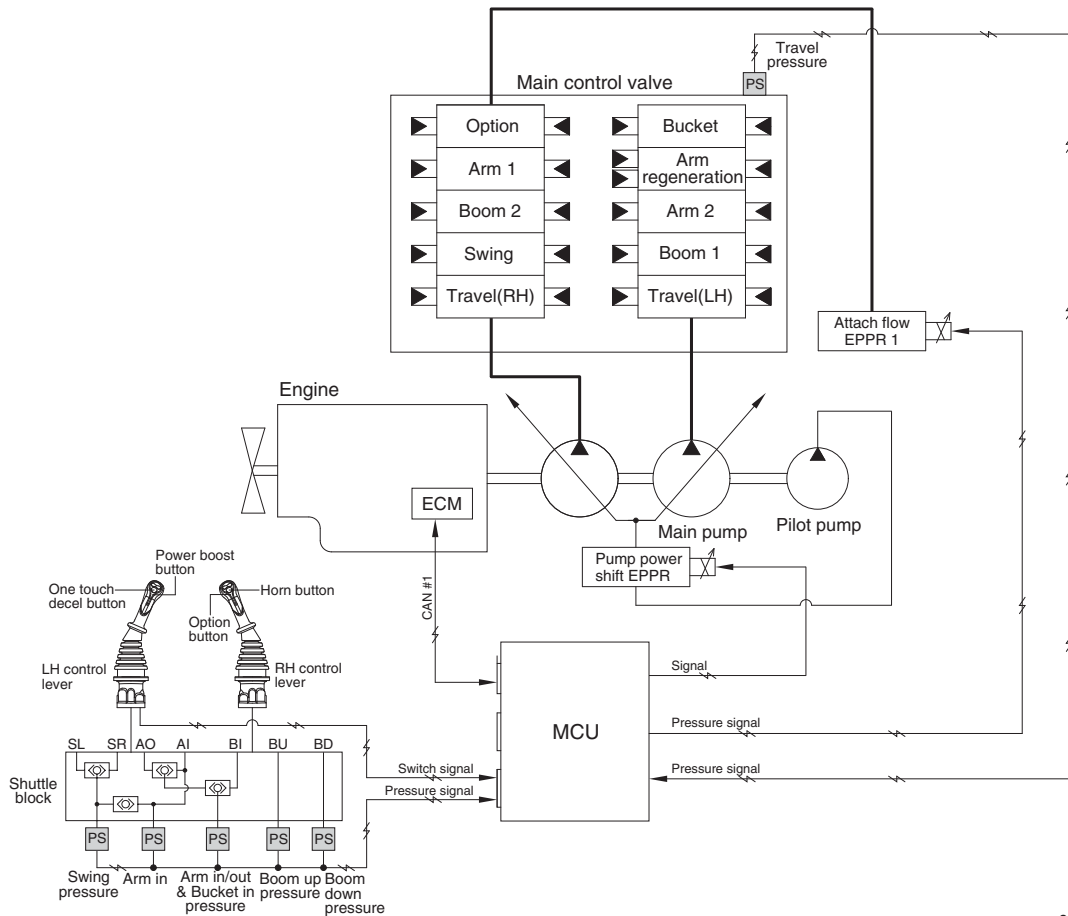 Travel
pressure
PS
Main control valve
Option
Bucket
Arm 1
Arm
regeneration
Boom 2
Arm 2
Swing
Boom 1
Travel(RH)
Travel(LH)
Attach flow
EPPR 1
Engine
ECM
Main pump
Pilot pump
Pump power
shift EPPR
CAN #1
Power boost
button
One touch
decel button
Horn button
Option
button
LH control
lever
RH control
lever
Signal
MCU
Pressure signal
Switch signal
Pressure signal
Pressure signal
SL SR AO AI BI BU BD
Shuttle
block
PS PS PS PS PS
Swing
pressure
Arm in
Arm in/out
& Bucket in
pressure
Boom up
pressure
Boom
down
pressure